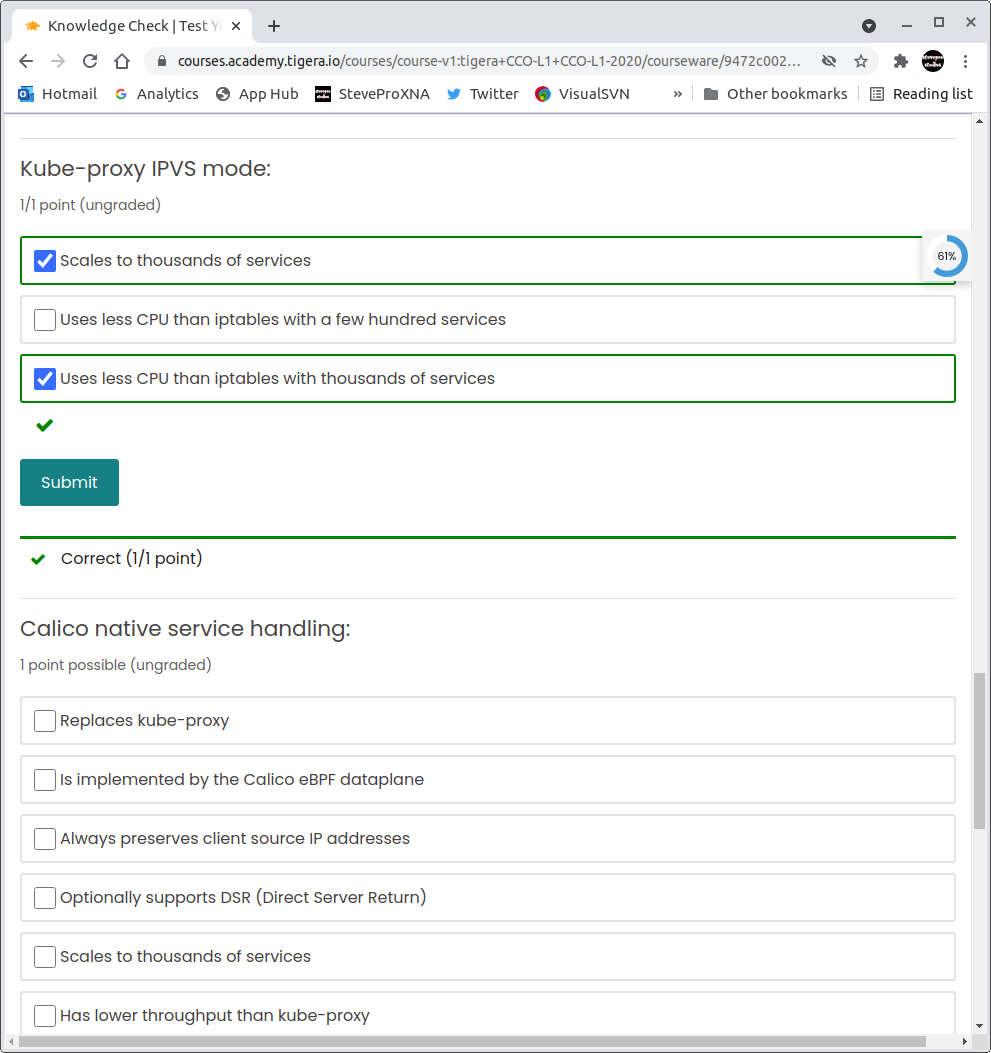 Knowledge Check | Test Yo
courses.academy.tigera.io/courses/course-v1:tigera+CCO-L1+CCO-L1-2020/courseware/9472c002...
Hotmail Analytics App Hub SteveProXNA Twitter VisualSVN » Other bookmarks Reading list
Kube-proxy IPVS mode:
1/1 point (ungraded)
Scales to thousands of services
61%
Uses less CPU than iptables with a few hundred services
Uses less CPU than iptables with thousands of services
Submit
Correct (1/1 point)
Calico native service handling:
1 point possible (ungraded)
Replaces kube-proxy
Is implemented by the Calico eBPF dataplane
Always preserves client source IP addresses
Optionally supports DSR (Direct Server Return)
Scales to thousands of services
Has lower throughput than kube-proxy